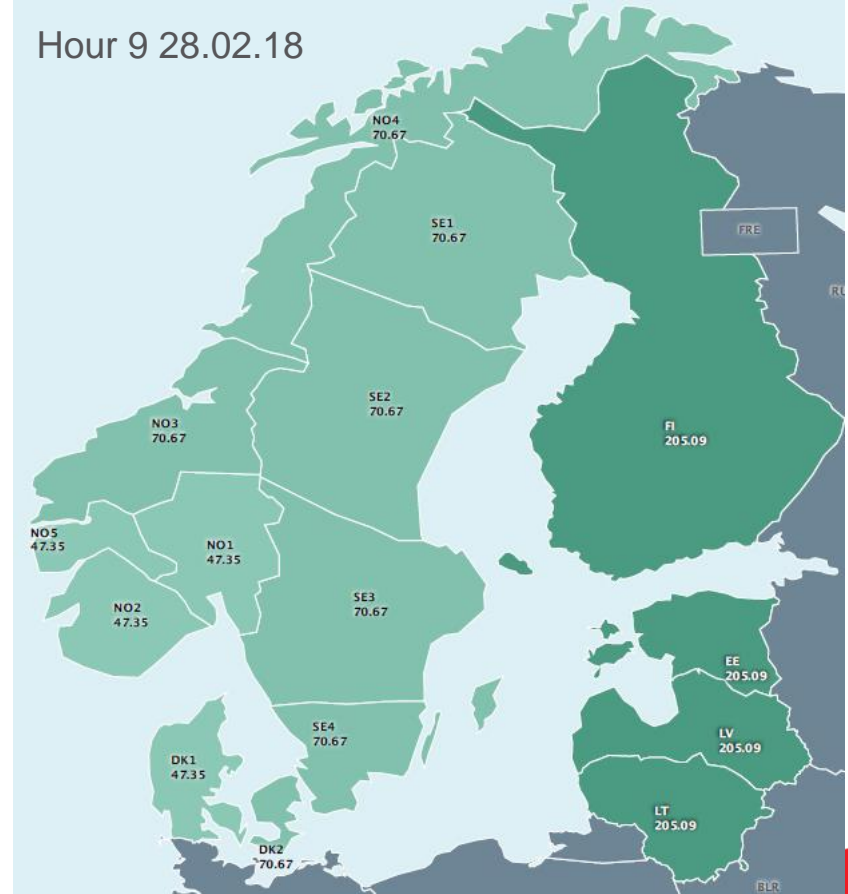 Hour 9 28.02.18
NO4
70.67
SE1
70.67
FRE
RU
SE2
70.67
NO3
70.67
FI
205.09
NO5
47.35
NO1
47.35
NO2
47.35
SE3
70.67
EE
205.09
SE4
70.67
LV
205.09
DK1
47.35
LT
205.09
DK2
70.67
BLR